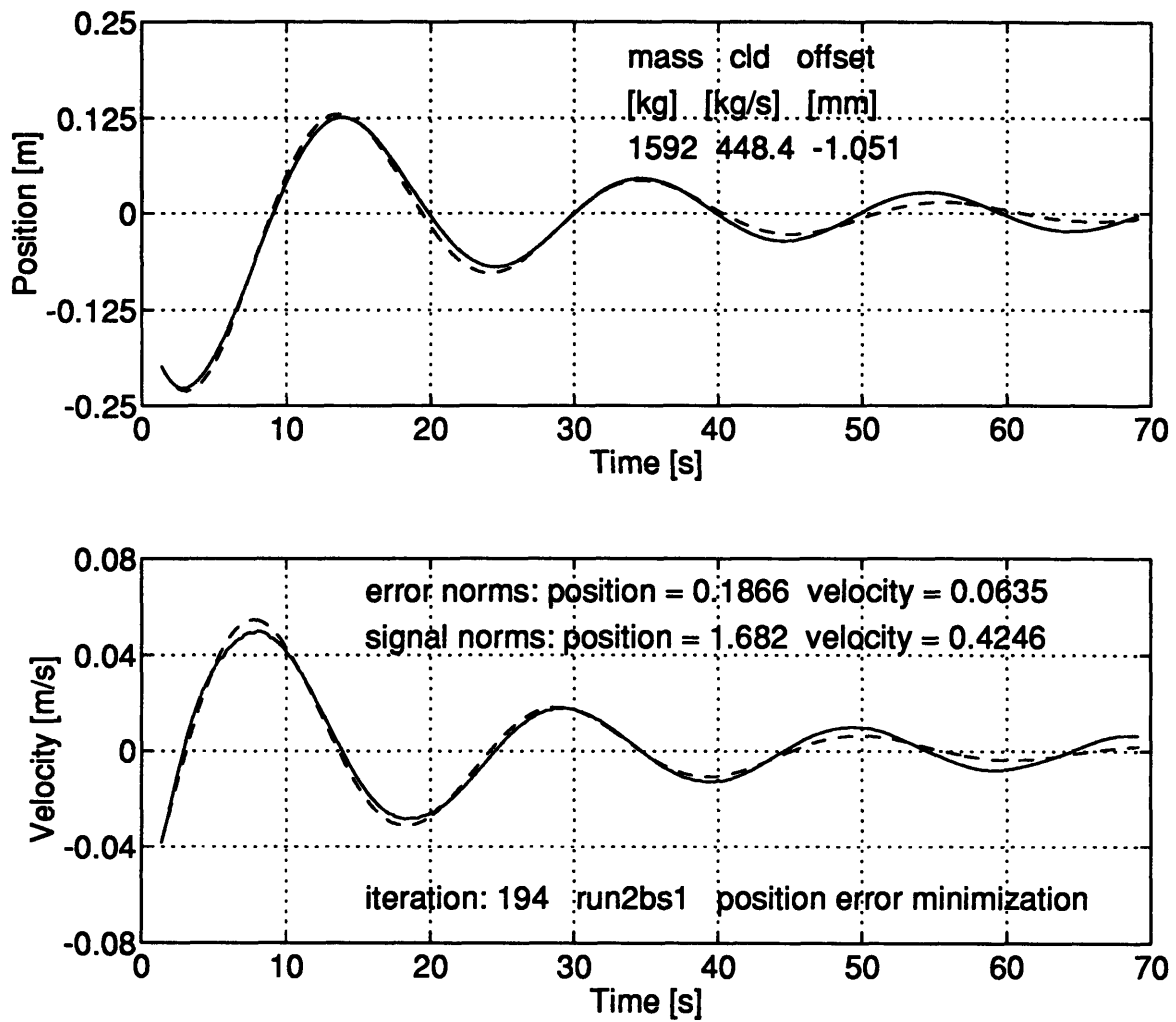 0.25
0.125
0
-0.125
-0.25
Position [m]
mass cld offset
[kg] [kg/s] [mm]
1592 448.4 -1.051
0 10 20 30 40 50 60 70
Time [s]
0.08
0.04
0
-0.04
-0.08
Velocity [m/s]
error norms: position = 0.1866 velocity = 0.0635
signal norms: position = 1.682 velocity = 0.4246
iteration: 194 run2bs1 position error minimization
0 10 20 30 40 50 60 70
Time [s]